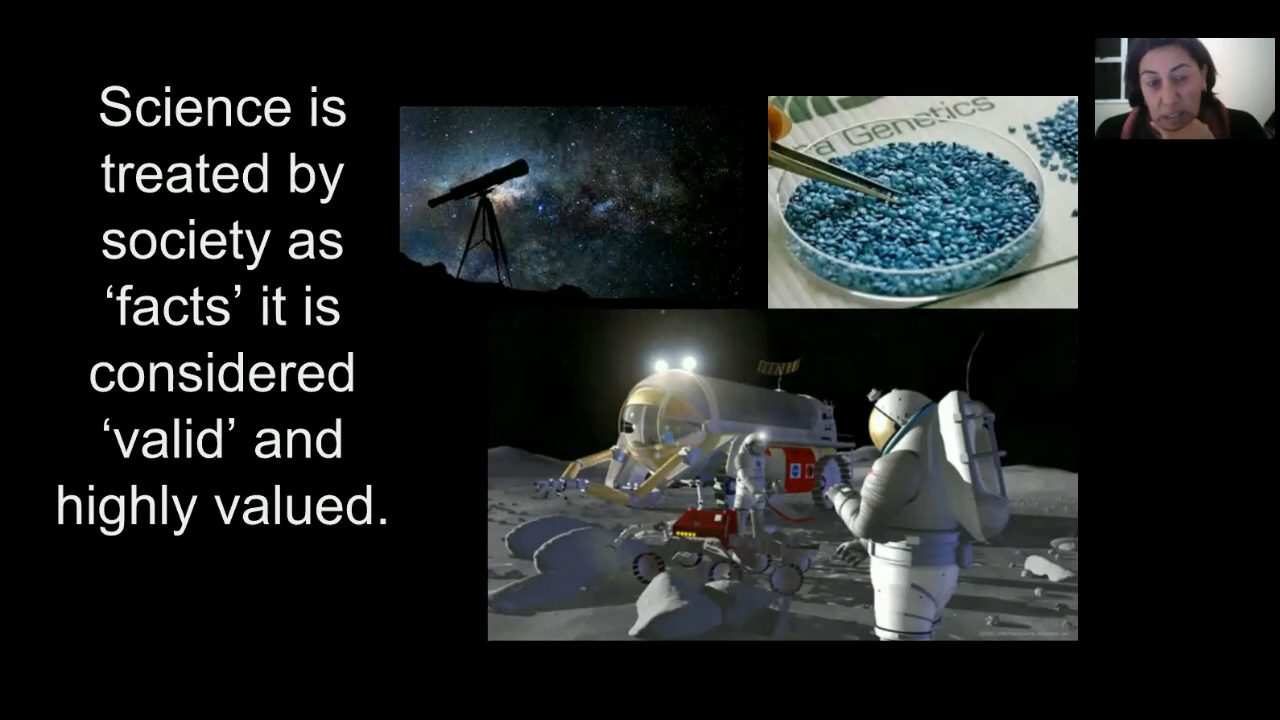 Science is
treated by
society as
‘facts’ it is
considered
‘valid’ and
highly valued.
Genetics